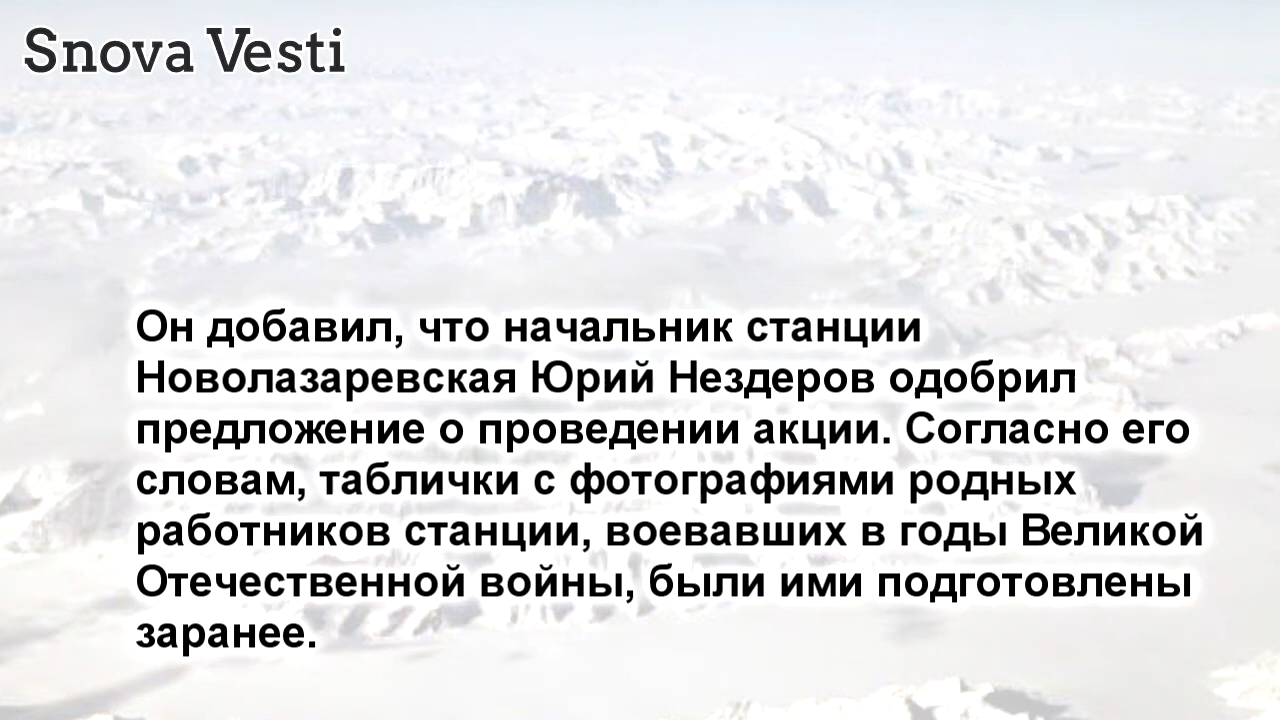 Snova Vesti
Он добавил, что начальник станции
Новолазаревская Юрий Нездеров одобрил
предложение о проведении акции. Согласно его
словам, таблички с фотографиями родных
работников станции, воевавших в годы Великой
Отечественной войны, были ими подготовлены
заранее.